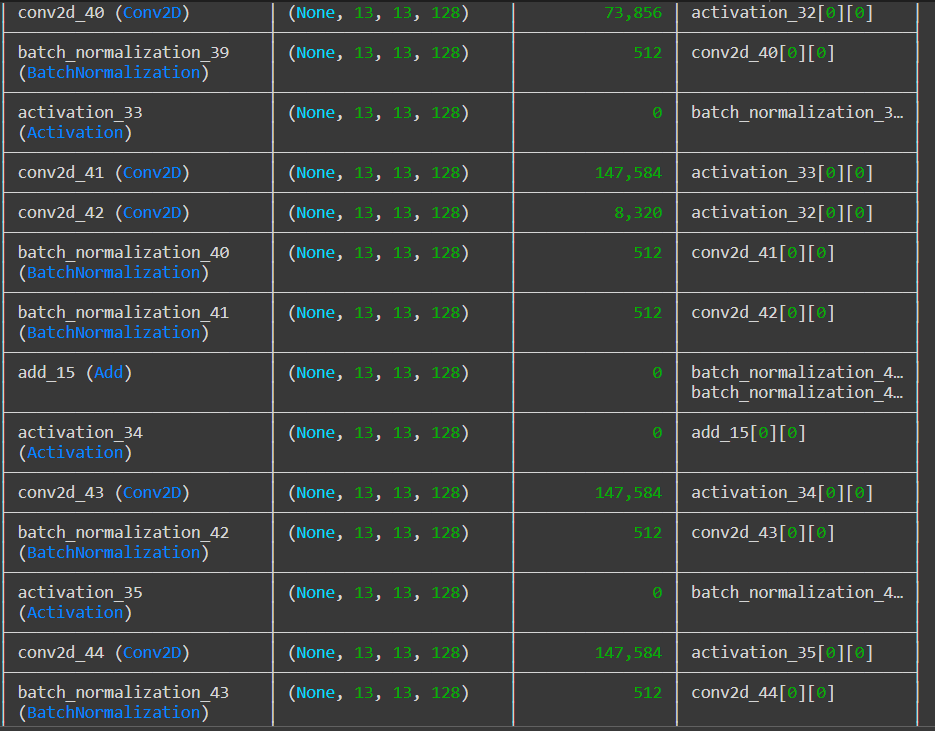 conv2d_40 (Conv2D) (None, 13, 13, 128) 73,856 activation_32[0][0]
batch_normalization_39 (None, 13, 13, 128) 512 conv2d_40[0][0]
(BatchNormalization)
activation_33 (None, 13, 13, 128) 0 batch_normalization_3…
(Activation)
conv2d_41 (Conv2D) (None, 13, 13, 128) 147,584 activation_33[0][0]
conv2d_42 (Conv2D) (None, 13, 13, 128) 8,320 activation_32[0][0]
batch_normalization_40 (None, 13, 13, 128) 512 conv2d_41[0][0]
(BatchNormalization)
batch_normalization_41 (None, 13, 13, 128) 512 conv2d_42[0][0]
(BatchNormalization)
add_15 (Add) (None, 13, 13, 128) 0 batch_normalization_4…
batch_normalization_4…
activation_34 (None, 13, 13, 128) 0 add_15[0][0]
(Activation)
conv2d_43 (Conv2D) (None, 13, 13, 128) 147,584 activation_34[0][0]
batch_normalization_42 (None, 13, 13, 128) 512 conv2d_43[0][0]
(BatchNormalization)
activation_35 (None, 13, 13, 128) 0 batch_normalization_4…
(Activation)
conv2d_44 (Conv2D) (None, 13, 13, 128) 147,584 activation_35[0][0]
batch_normalization_43 (None, 13, 13, 128) 512 conv2d_44[0][0]
(BatchNormalization)